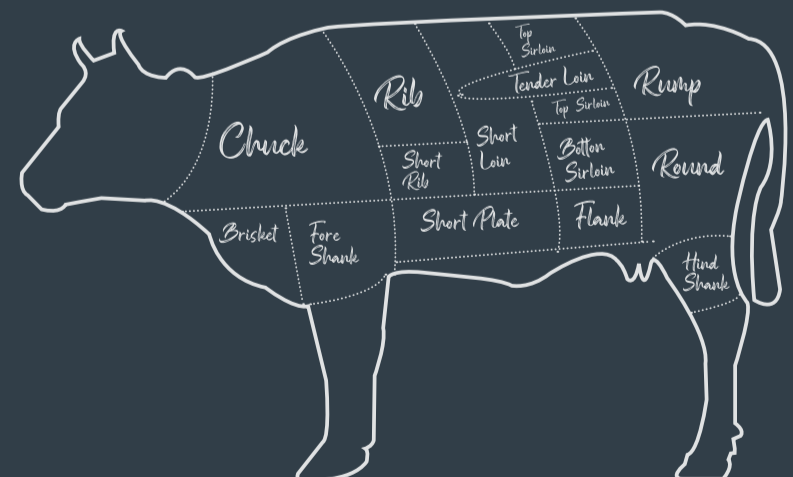 Top
Sirloin
Tender Loin
Rib
Rump
Top Sirloin
Chuck
Short
Loin
Botton
Sirloin
Short
Rib
Round
Short Plate
Flank
Brisket
Fore
Shank
Hind
Shank